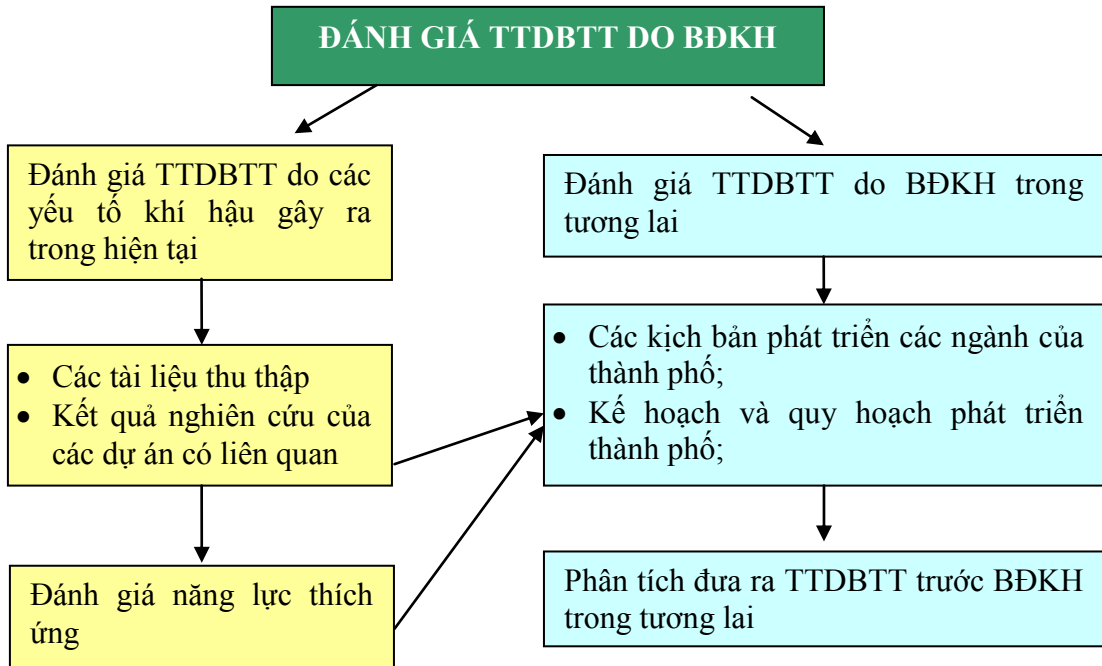 ĐÁNH GIÁ TTDBTT DO BĐKH
Đánh giá TTDBTT do các
yếu tố khí hậu gây ra
trong hiện tại
• Các tài liệu thu thập
• Kết quả nghiên cứu của
các dự án có liên quan
Đánh giá năng lực thích
ứng
Đánh giá TTDBTT do BĐKH trong
tương lai
• Các kịch bản phát triển các ngành của
thành phố;
• Kế hoạch và quy hoạch phát triển
thành phố;
Phân tích đưa ra TTDBTT trước BĐKH
trong tương lai